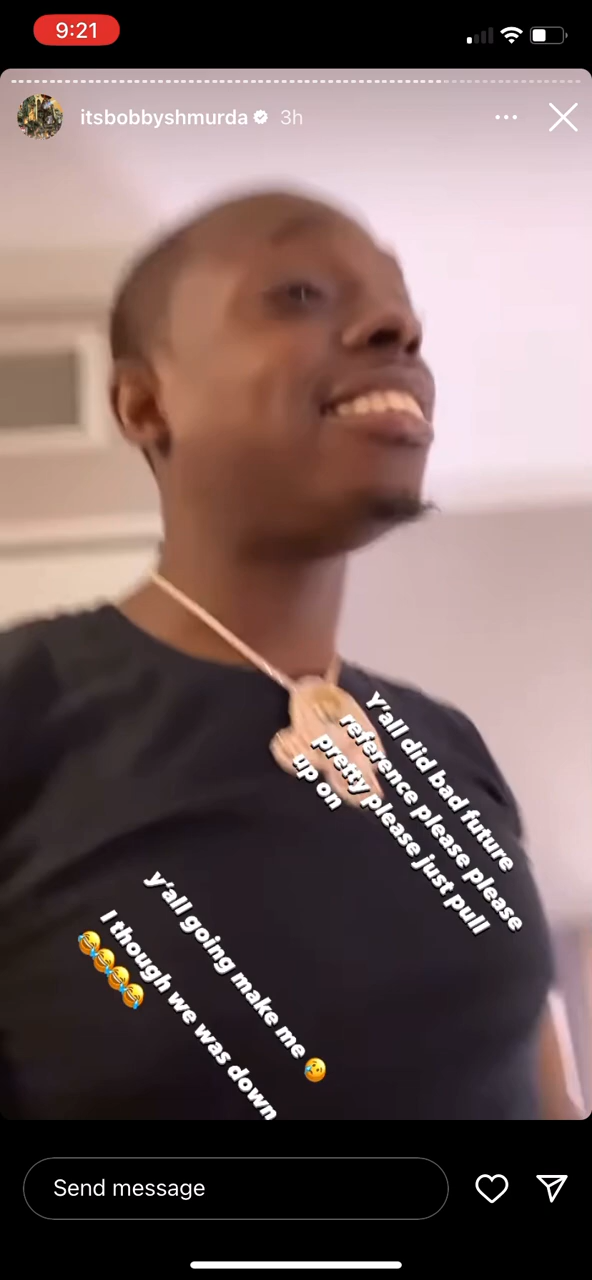 9:21
itsbobbyshmurda 3h
Y'all did bad future
reference please please
pretty please just pull
up on
y'all going make me 😢
I though we was down
😂😂😂😂
Send message